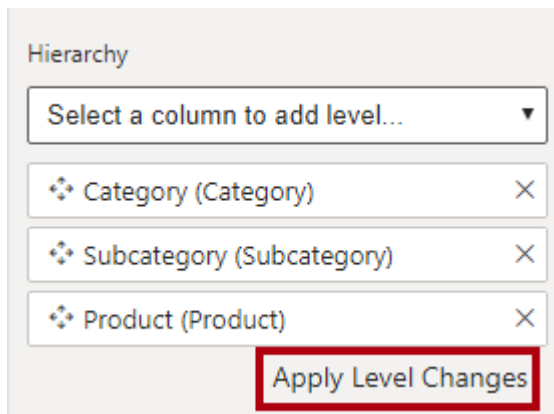 Hierarchy
Select a column to add level...
Category (Category)
Subcategory (Subcategory)
Product (Product)
Apply Level Changes